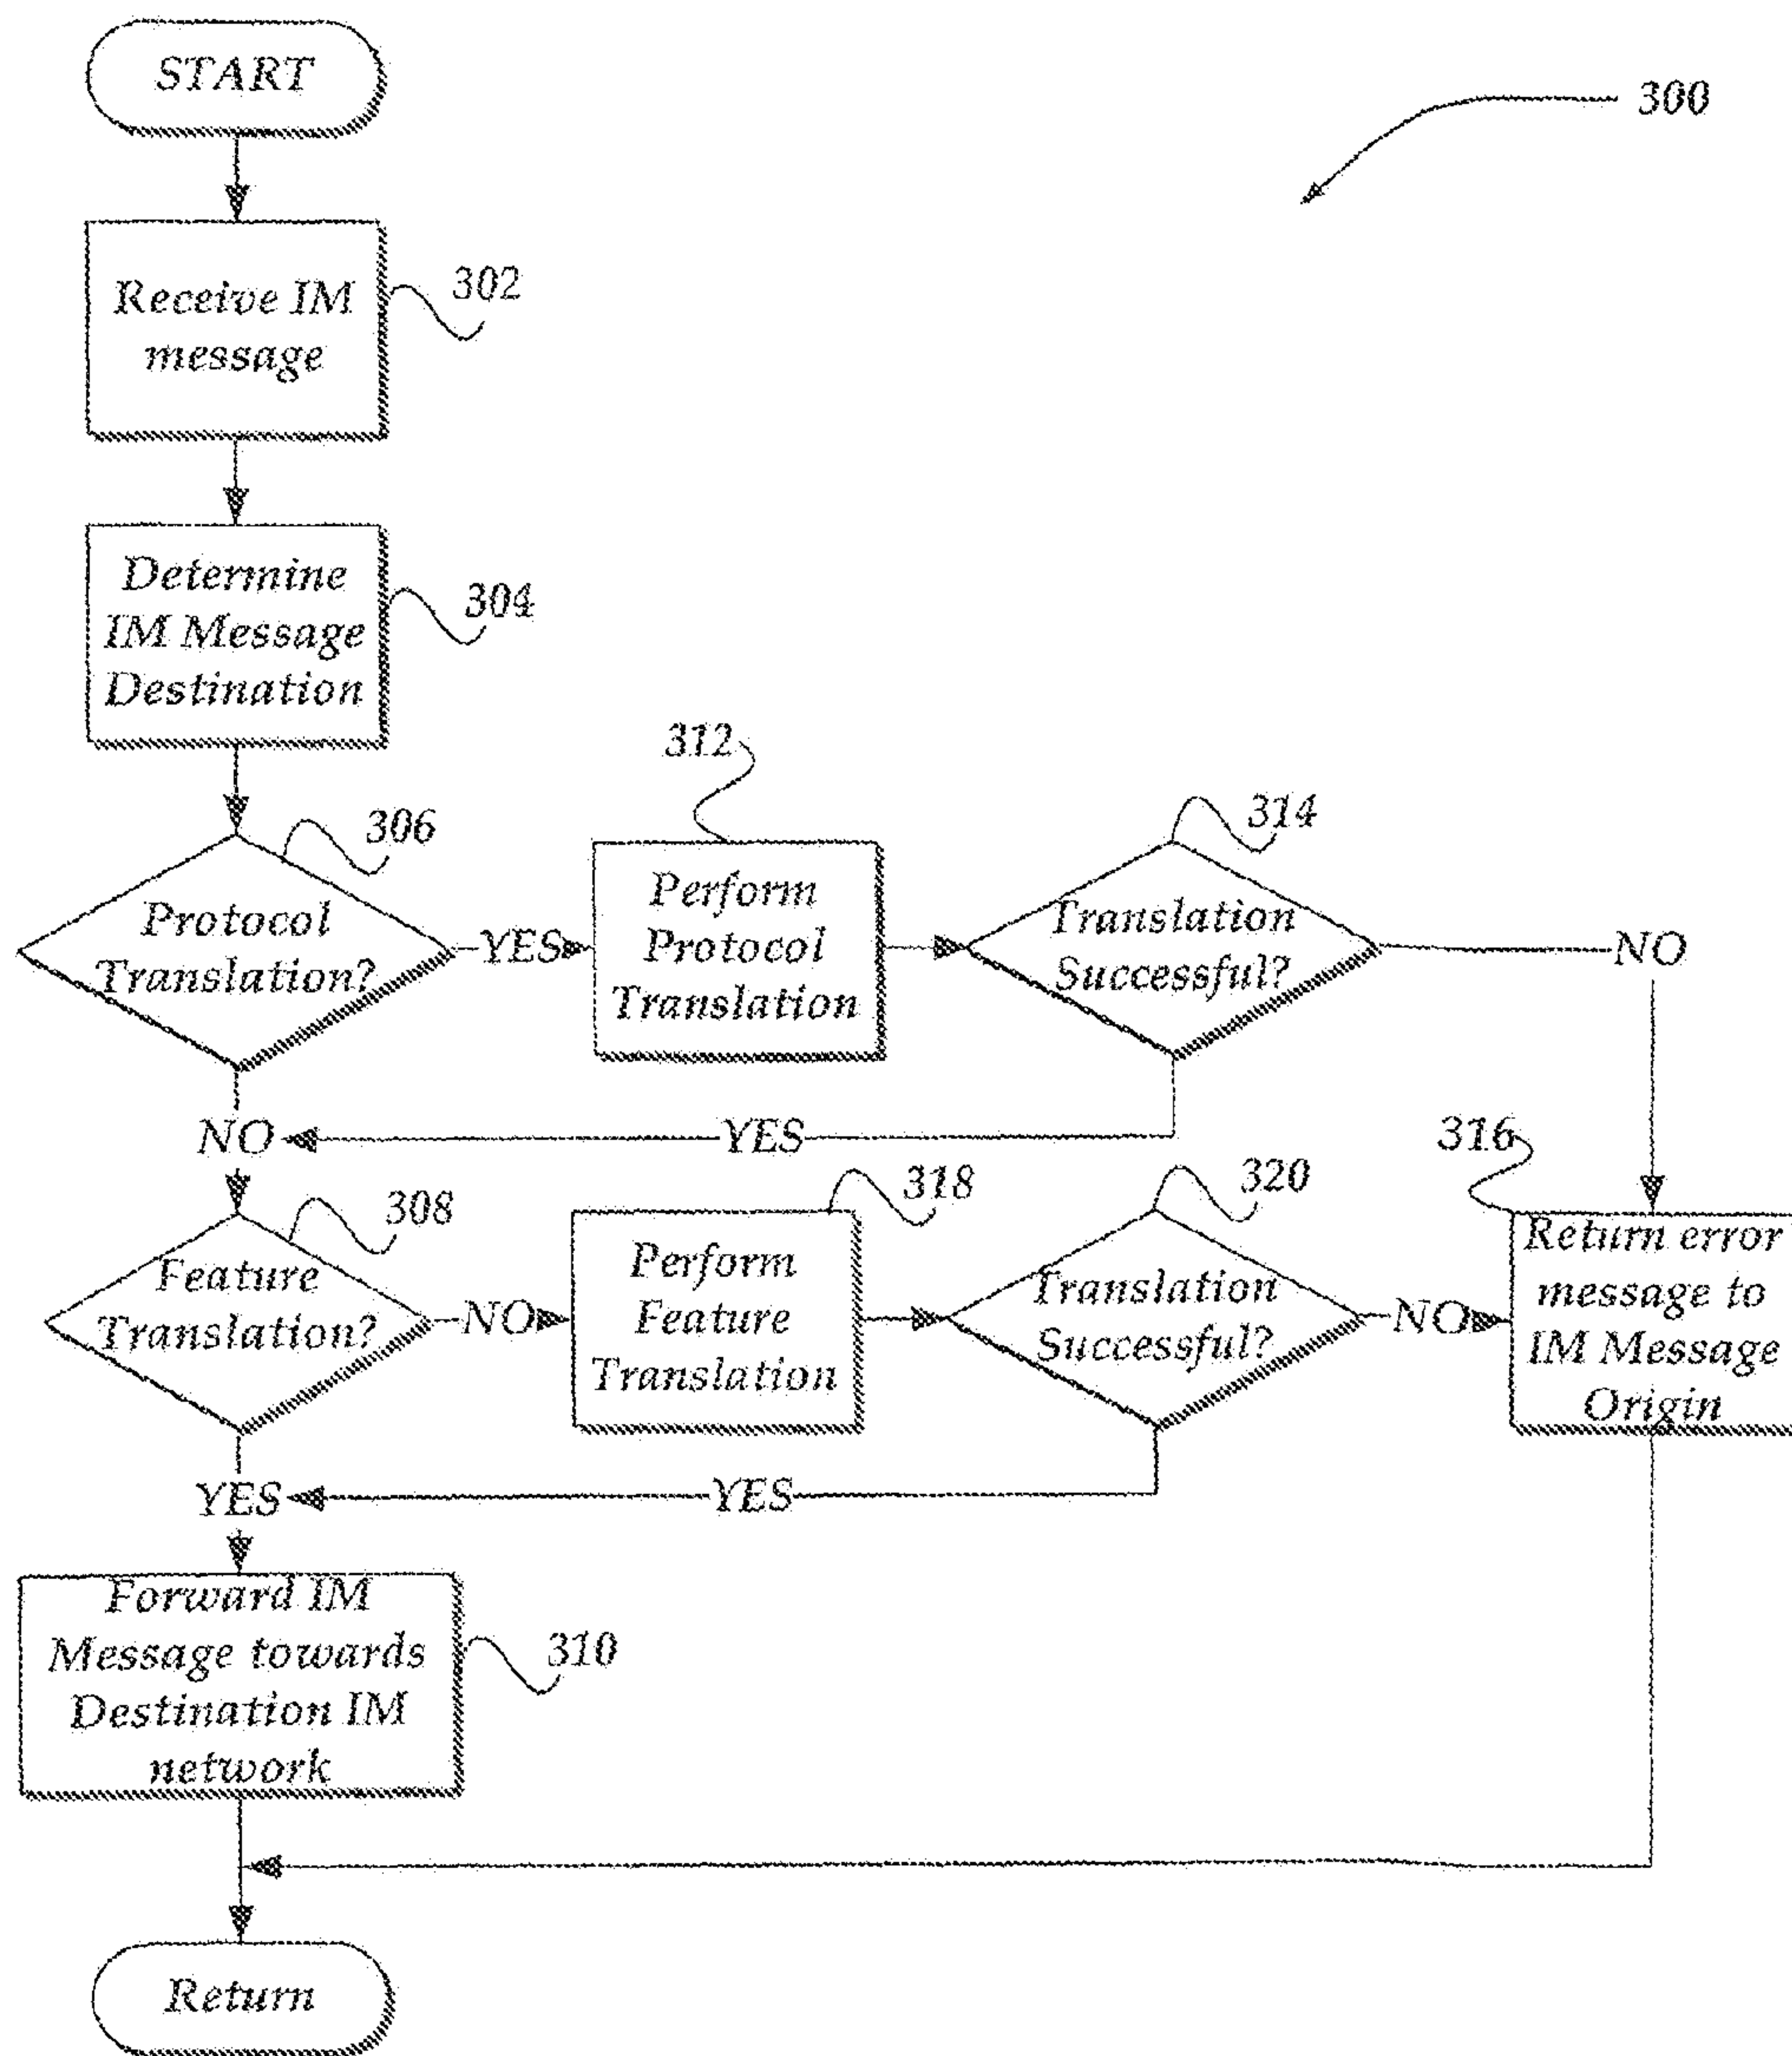 START
300
Receive IM
message
302
Determine
IM Message
Destination
304
312
306
314
Protocol
Translation?
YES
Perform
Protocol
Translation
Translation
Successful?
NO
NO
YES
316
308
318
320
Feature
Translation?
NO
Perform
Feature
Translation
Translation
Successful?
NO
Return error
message to
IM Message
Origin
YES
YES
Forward IM
Message towards
Destination IM
network
310
Return